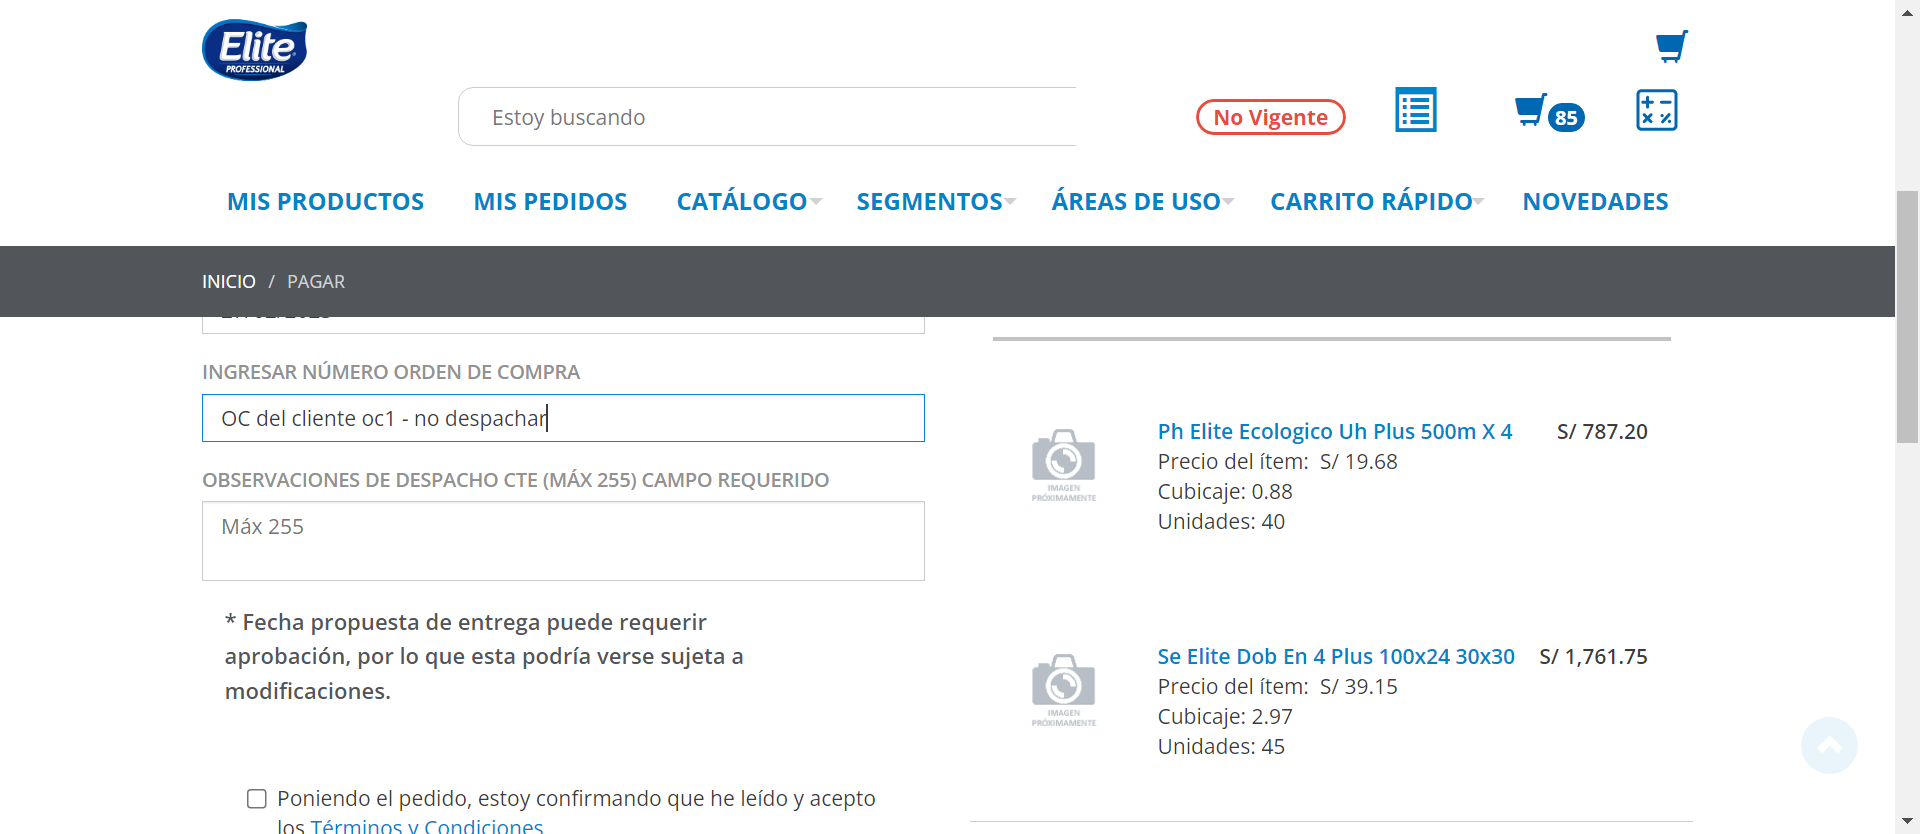 Elite
PROFESSIONAL
Estoy buscando
No Vigente
85
MIS PRODUCTOS
MIS PEDIDOS
CATÁLOGO
SEGMENTOS
ÁREAS DE USO
CARRITO RÁPIDO
NOVEDADES
INICIO / PAGAR
INGRESAR NÚMERO ORDEN DE COMPRA
OC del cliente oc1 - no despachar
OBSERVACIONES DE DESPACHO CTE (MÁX 255) CAMPO REQUERIDO
Máx 255
* Fecha propuesta de entrega puede requerir
aprobación, por lo que esta podría verse sujeta a
modificaciones.
Poniendo el pedido, estoy confirmando que he leído y acepto
los Términos y Condiciones
IMAGEN
PRÓXIMAMENTE
Ph Elite Ecologico Uh Plus 500m X 4 S/ 787.20
Precio del ítem: S/ 19.68
Cubicaje: 0.88
Unidades: 40
IMAGEN
PRÓXIMAMENTE
Se Elite Dob En 4 Plus 100x24 30x30 S/ 1,761.75
Precio del ítem: S/ 39.15
Cubicaje: 2.97
Unidades: 45